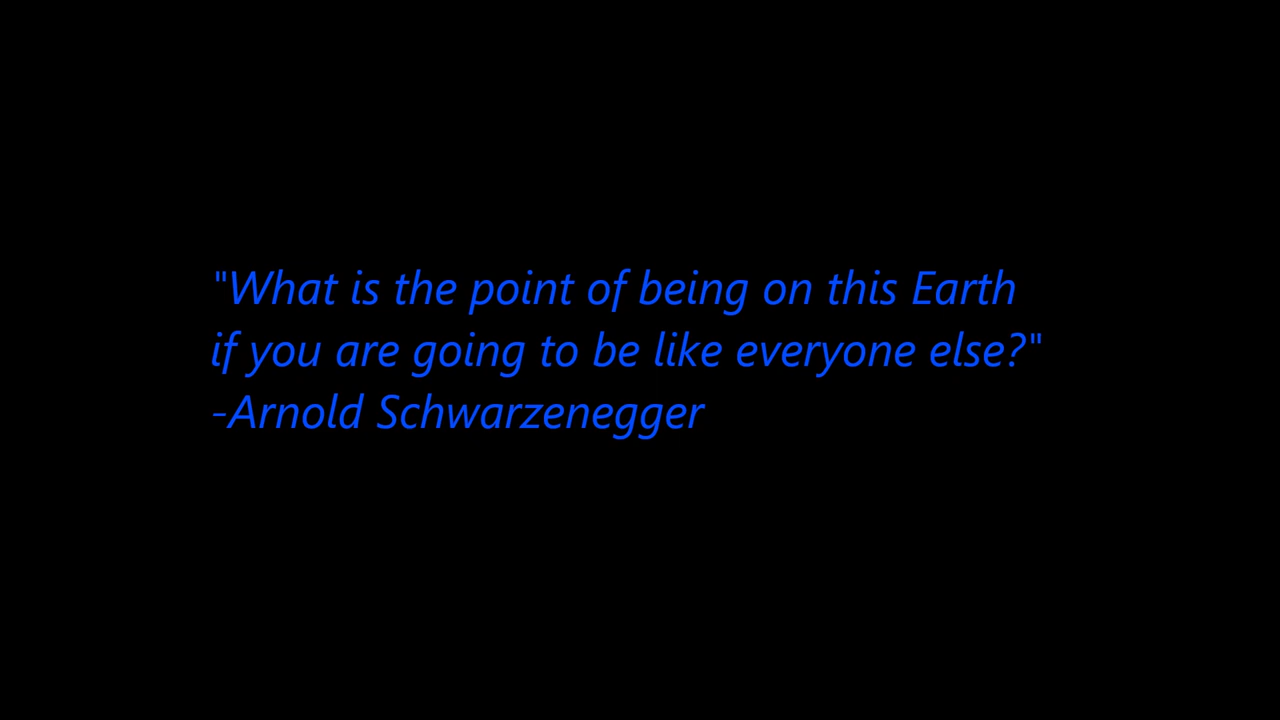 "What is the point of being on this Earth
if you are going to be like everyone else?"
-Arnold Schwarzenegger